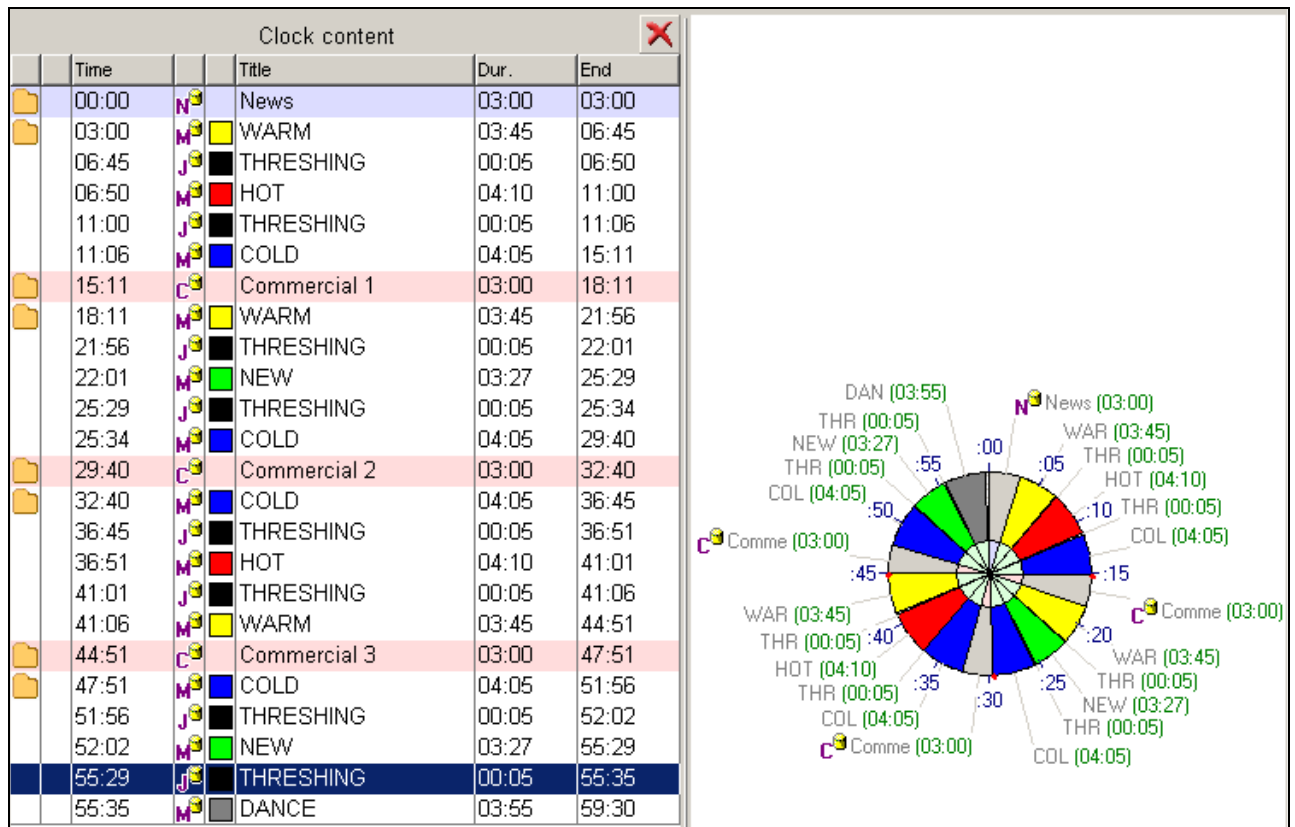 Clock content
Time Title Dur. End
00:00 N News 03:00 03:00
03:00 M WARM 03:45 06:45
06:45 J THRESHING 00:05 06:50
06:50 M HOT 04:10 11:00
11:00 J THRESHING 00:05 11:06
11:06 M COLD 04:05 15:11
15:11 C Commercial 1 03:00 18:11
18:11 M WARM 03:45 21:56
21:56 J THRESHING 00:05 22:01
22:01 M NEW 03:27 25:29
25:29 J THRESHING 00:05 25:34
25:34 M COLD 04:05 29:40
29:40 C Commercial 2 03:00 32:40
32:40 M COLD 04:05 36:45
36:45 J THRESHING 00:05 36:51
36:51 M HOT 04:10 41:01
41:01 J THRESHING 00:05 41:06
41:06 M WARM 03:45 44:51
44:51 C Commercial 3 03:00 47:51
47:51 M COLD 04:05 51:56
51:56 J THRESHING 00:05 52:02
52:02 M NEW 03:27 55:29
55:29 J THRESHING 00:05 55:35
55:35 M DANCE 03:55 59:30
N News (03:00)
WAR (03:45)
THR (00:05)
HOT (04:10)
THR (00:05)
COL (04:05)
C Comme (03:00)
WAR (03:45)
THR (00:05)
NEW (03:27)
THR (00:05)
COL (04:05)
C Comme (03:00)
COL (04:05)
THR (00:05)
HOT (04:10)
THR (00:05)
WAR (03:45)
C Comme (03:00)
COL (04:05)
THR (00:05)
NEW (03:27)
THR (00:05)
DAN (03:55)
:00
:05
:10
:15
:20
:25
:30
:35
:40
:45
:50
:55